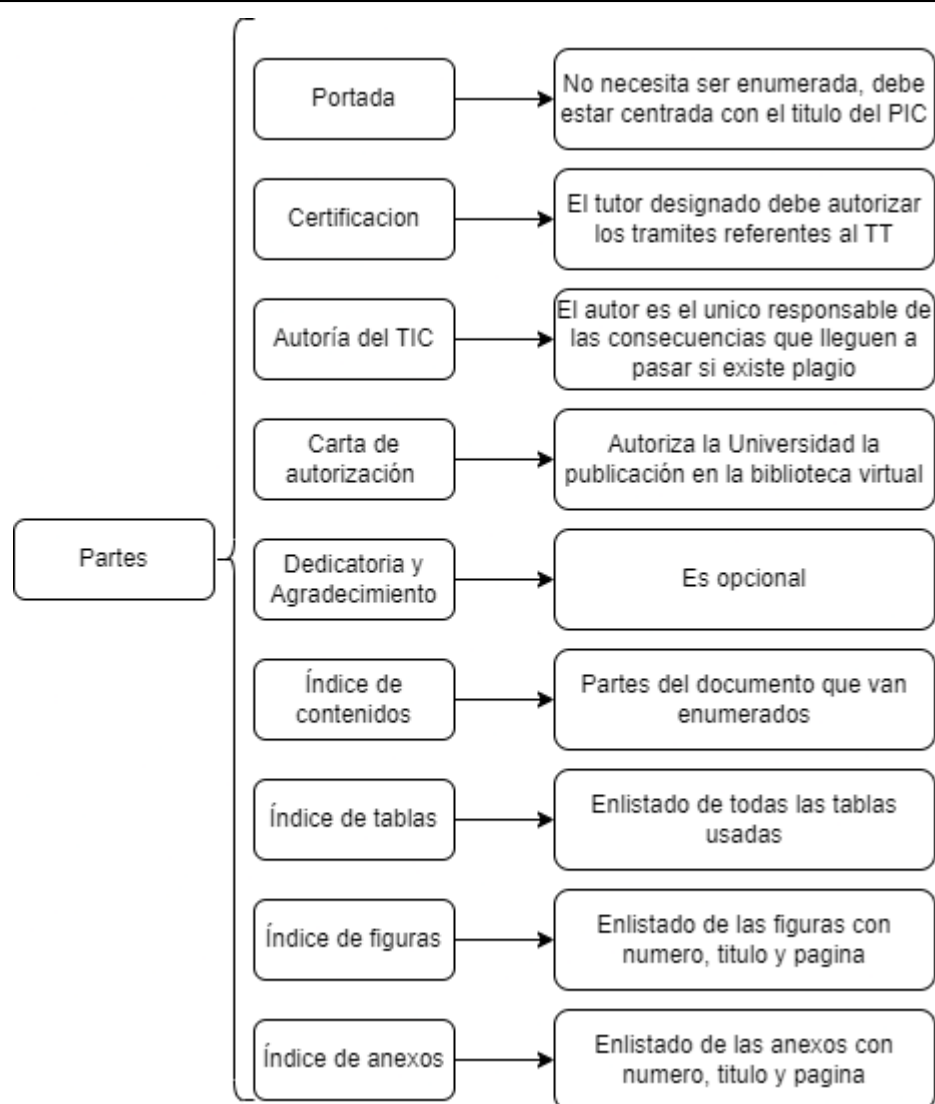 Portada
No necesita ser enumerada, debe
estar centrada con el titulo del PIC
Certificacion
El tutor designado debe autorizar
los tramites referentes al TT
Autoría del TIC
El autor es el unico responsable de
las consecuencias que lleguen a
pasar si existe plagio
Carta de
autorización
Autoriza la Universidad la
publicación en la biblioteca virtual
Partes
Dedicatoria y
Agradecimiento
Es opcional
Índice de
contenidos
Partes del documento que van
enumerados
Índice de tablas
Enlistado de todas las tablas
usadas
Índice de figuras
Enlistado de las figuras con
numero, titulo y pagina
Índice de anexos
Enlistado de las anexos con
numero, titulo y pagina